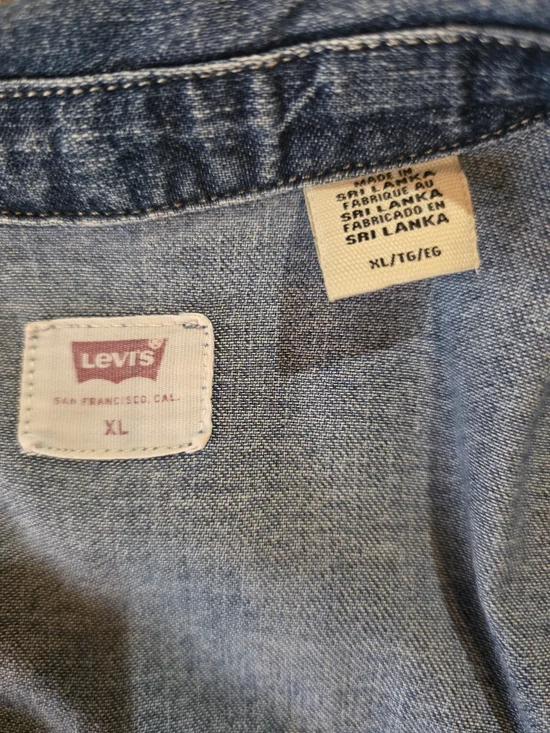 MADE IN
SRI LANKA
FABRIQUE AU
SRI LANKA
FABRICADO EN
SRI LANKA
XL/TG/EG
LEVI'S®
SAN FRANCISCO, CAL.
XL